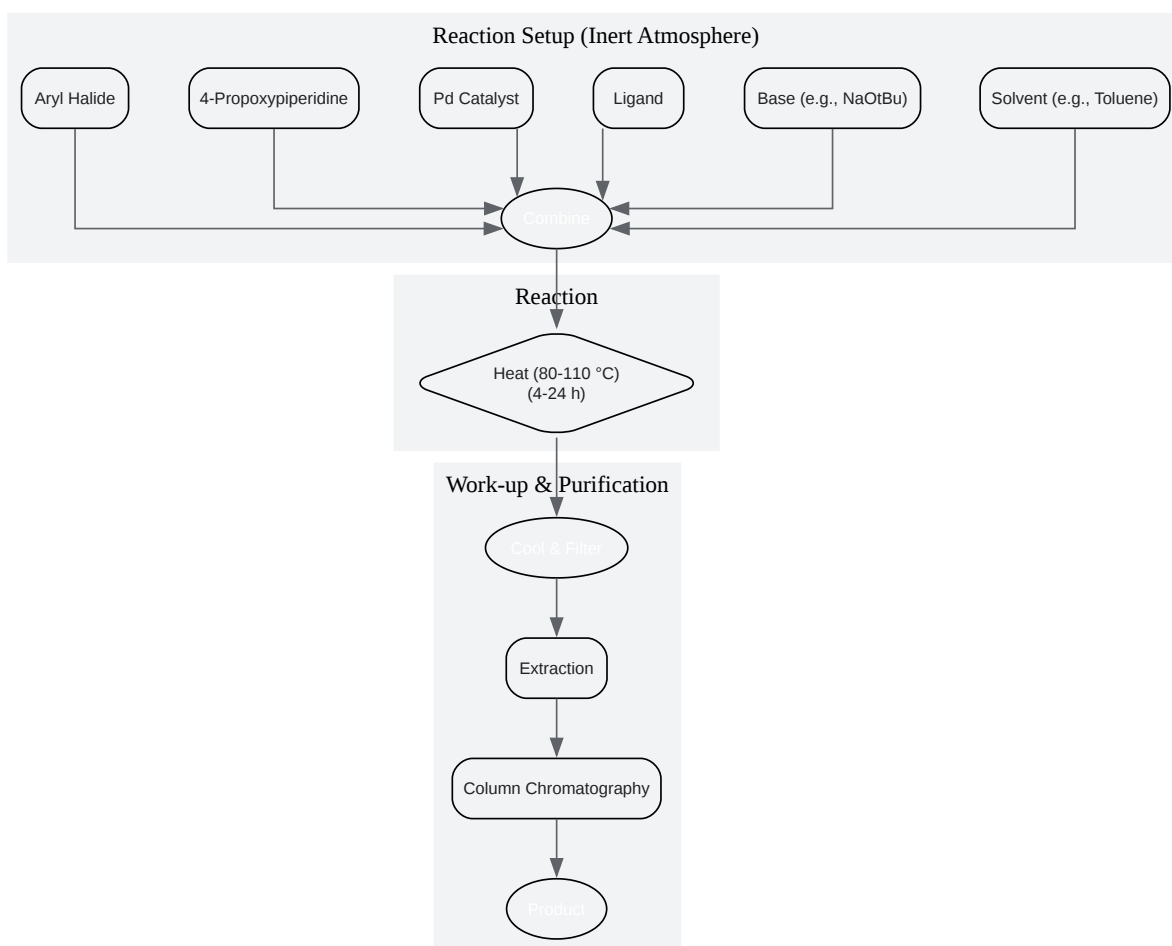 Reaction Setup (Inert Atmosphere)
Aryl Halide
4-Propoxypiperidine
Pd Catalyst
Ligand
Base (e.g., NaOtBu)
Solvent (e.g., Toluene)
Combine
Reaction
Heat (80-110 °C)
(4-24 h)
Work-up & Purification
Cool & Filter
Extraction
Column Chromatography
Product